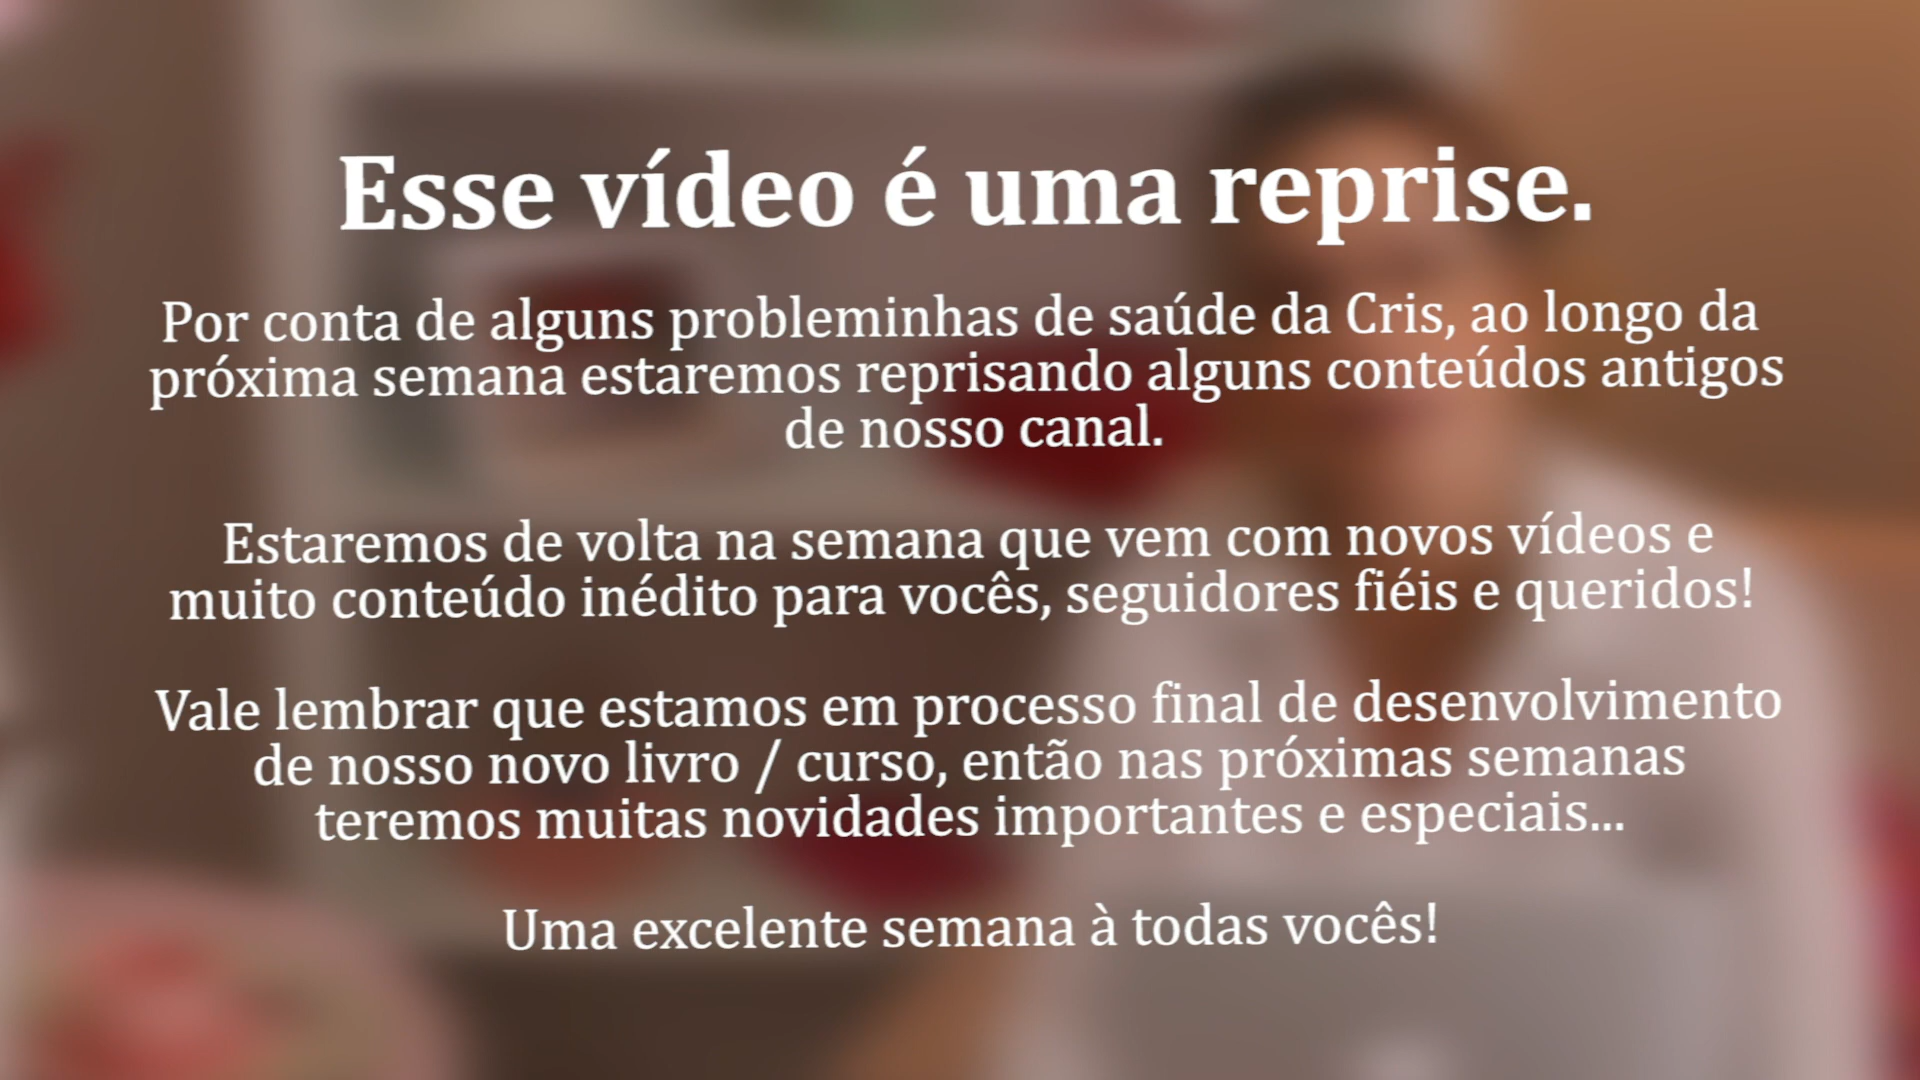 Esse vídeo é uma reprise.
Por conta de alguns probleminhas de saúde da Cris, ao longo da
próxima semana estaremos reprisando alguns conteúdos antigos
de nosso canal.
Estaremos de volta na semana que vem com novos vídeos e
muito conteúdo inédito para vocês, seguidores fiéis e queridos!
Vale lembrar que estamos em processo final de desenvolvimento
de nosso novo livro / curso, então nas próximas semanas
teremos muitas novidades importantes e especiais...
Uma excelente semana à todas vocês!